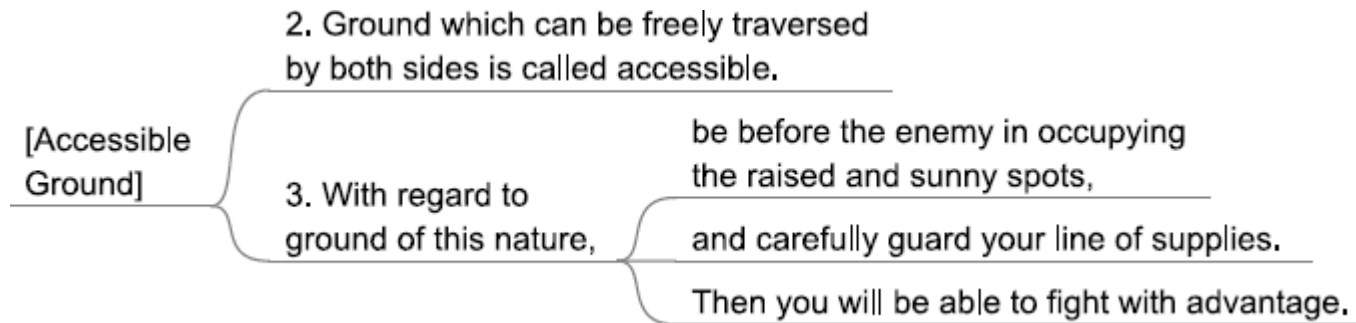 [Accessible
Ground]
2. Ground which can be freely traversed
by both sides is called accessible.
3. With regard to
ground of this nature,
be before the enemy in occupying
the raised and sunny spots,
and carefully guard your line of supplies.
Then you will be able to fight with advantage.